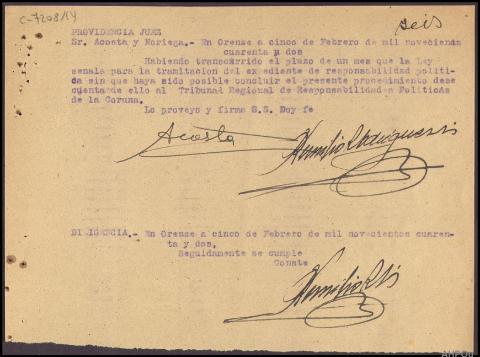 C-7208/14
seis
PROVIDENCIA JUEZ
Sr. Acosta y Noriega.- En Orense a cinco de Febrero de mil novecien
cuarenta y dos
Habiendo transcurrido el plazo de un mes que la Ley
señala para la tramitacion del expediente de responsabilidad politi-
ca sin que haya sido posible concluir el presente procedimiento dese
cuenta de ello al Tribunal Regional de Responsabilidades Politicas
de la Coruña.
Lo proveyo y firma S.S. Doy fe
Acosta
DILIGENCIA.- En Orense a cinco de Febrero de mil novecientos cuaren-
ta y dos.
Seguidamente se cumple
Conste
AHPOu